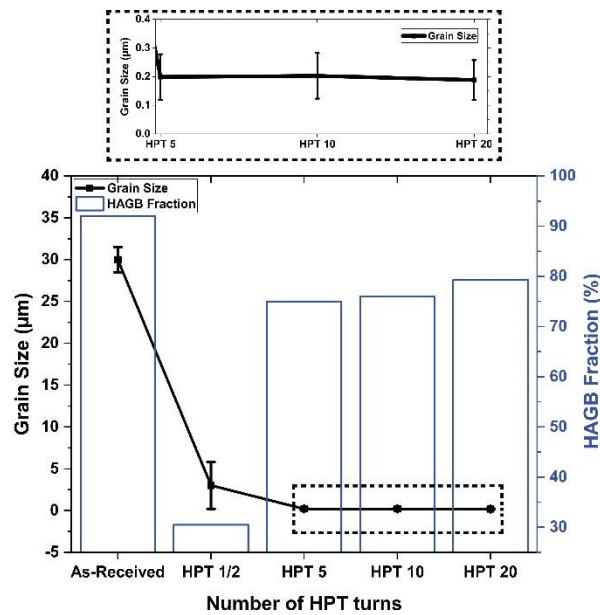 0.4
0.3
0.2
0.1
0.0
Grain Size (μm)
Grain Size
HPT 5
HPT 10
HPT 20
40
35
30
25
20
15
10
5
0
-5
Grain Size (μm)
Grain Size
HAGB Fraction
100
90
80
70
60
50
40
30
HAGB Fraction (%)
As-Received
HPT 1/2
HPT 5
HPT 10
HPT 20
Number of HPT turns